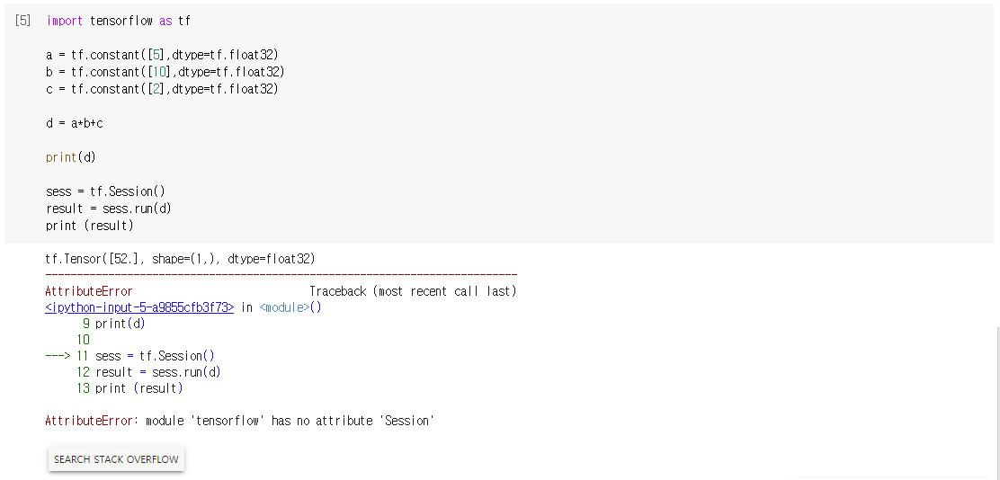 [5] import tensorflow as tf
a = tf.constant([5],dtype=tf.float32)
b = tf.constant([10],dtype=tf.float32)
c = tf.constant([2],dtype=tf.float32)
d = a*b+c
print(d)
sess = tf.Session()
result = sess.run(d)
print (result)
tf.Tensor([52.], shape=(1,), dtype=float32)
---------------------------------------------------------------------------
AttributeError Traceback (most recent call last)
<ipython-input-5-a9855cfb3f73> in <module>()
9 print(d)
10
---> 11 sess = tf.Session()
12 result = sess.run(d)
13 print (result)
AttributeError: module 'tensorflow' has no attribute 'Session'
SEARCH STACK OVERFLOW